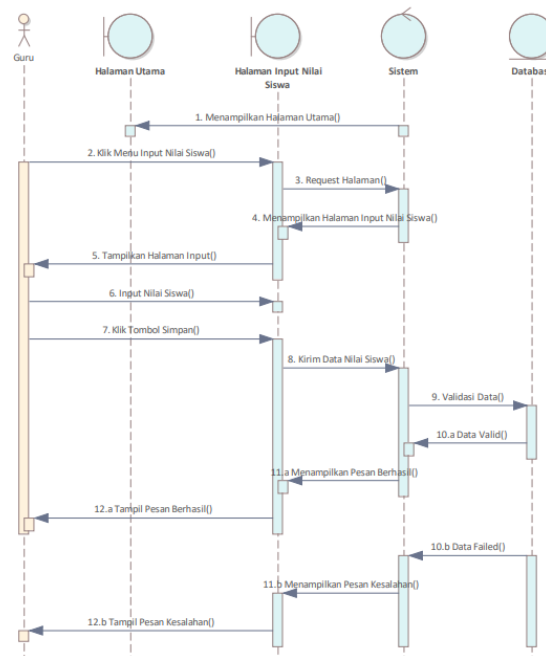 Guru
Halaman Utama
Halaman Input Nilai
Siswa
Sistem
Databas
1. Menampilkan Halaman Utama()
2. Klik Menu Input Nilai Siswa()
3. Request Halaman()
4. Menampilkan Halaman Input Nilai Siswa()
5. Tampilkan Halaman Input()
6. Input Nilai Siswa()
7. Klik Tombol Simpan()
8. Kirim Data Nilai Siswa()
9. Validasi Data()
10.a Data Valid()
11.a Menampilkan Pesan Berhasil()
12.a Tampil Pesan Berhasil()
10.b Data Failed()
11.b Menampilkan Pesan Kesalahan()
12.b Tampil Pesan Kesalahan()